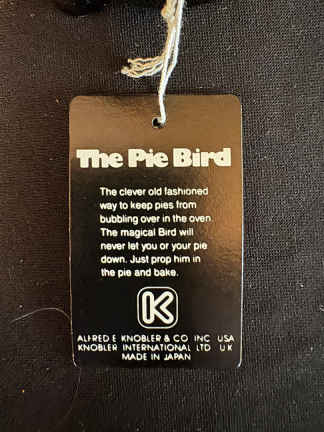 The Pie Bird
The clever old fashioned
way to keep pies from
bubbling over in the oven.
The magical Bird will
never let you or your pie
down. Just prop him in
the pie and bake.
K
ALFRED E KNOBLER & CO INC USA
KNOBLER INTERNATIONAL LTD U K
MADE IN JAPAN